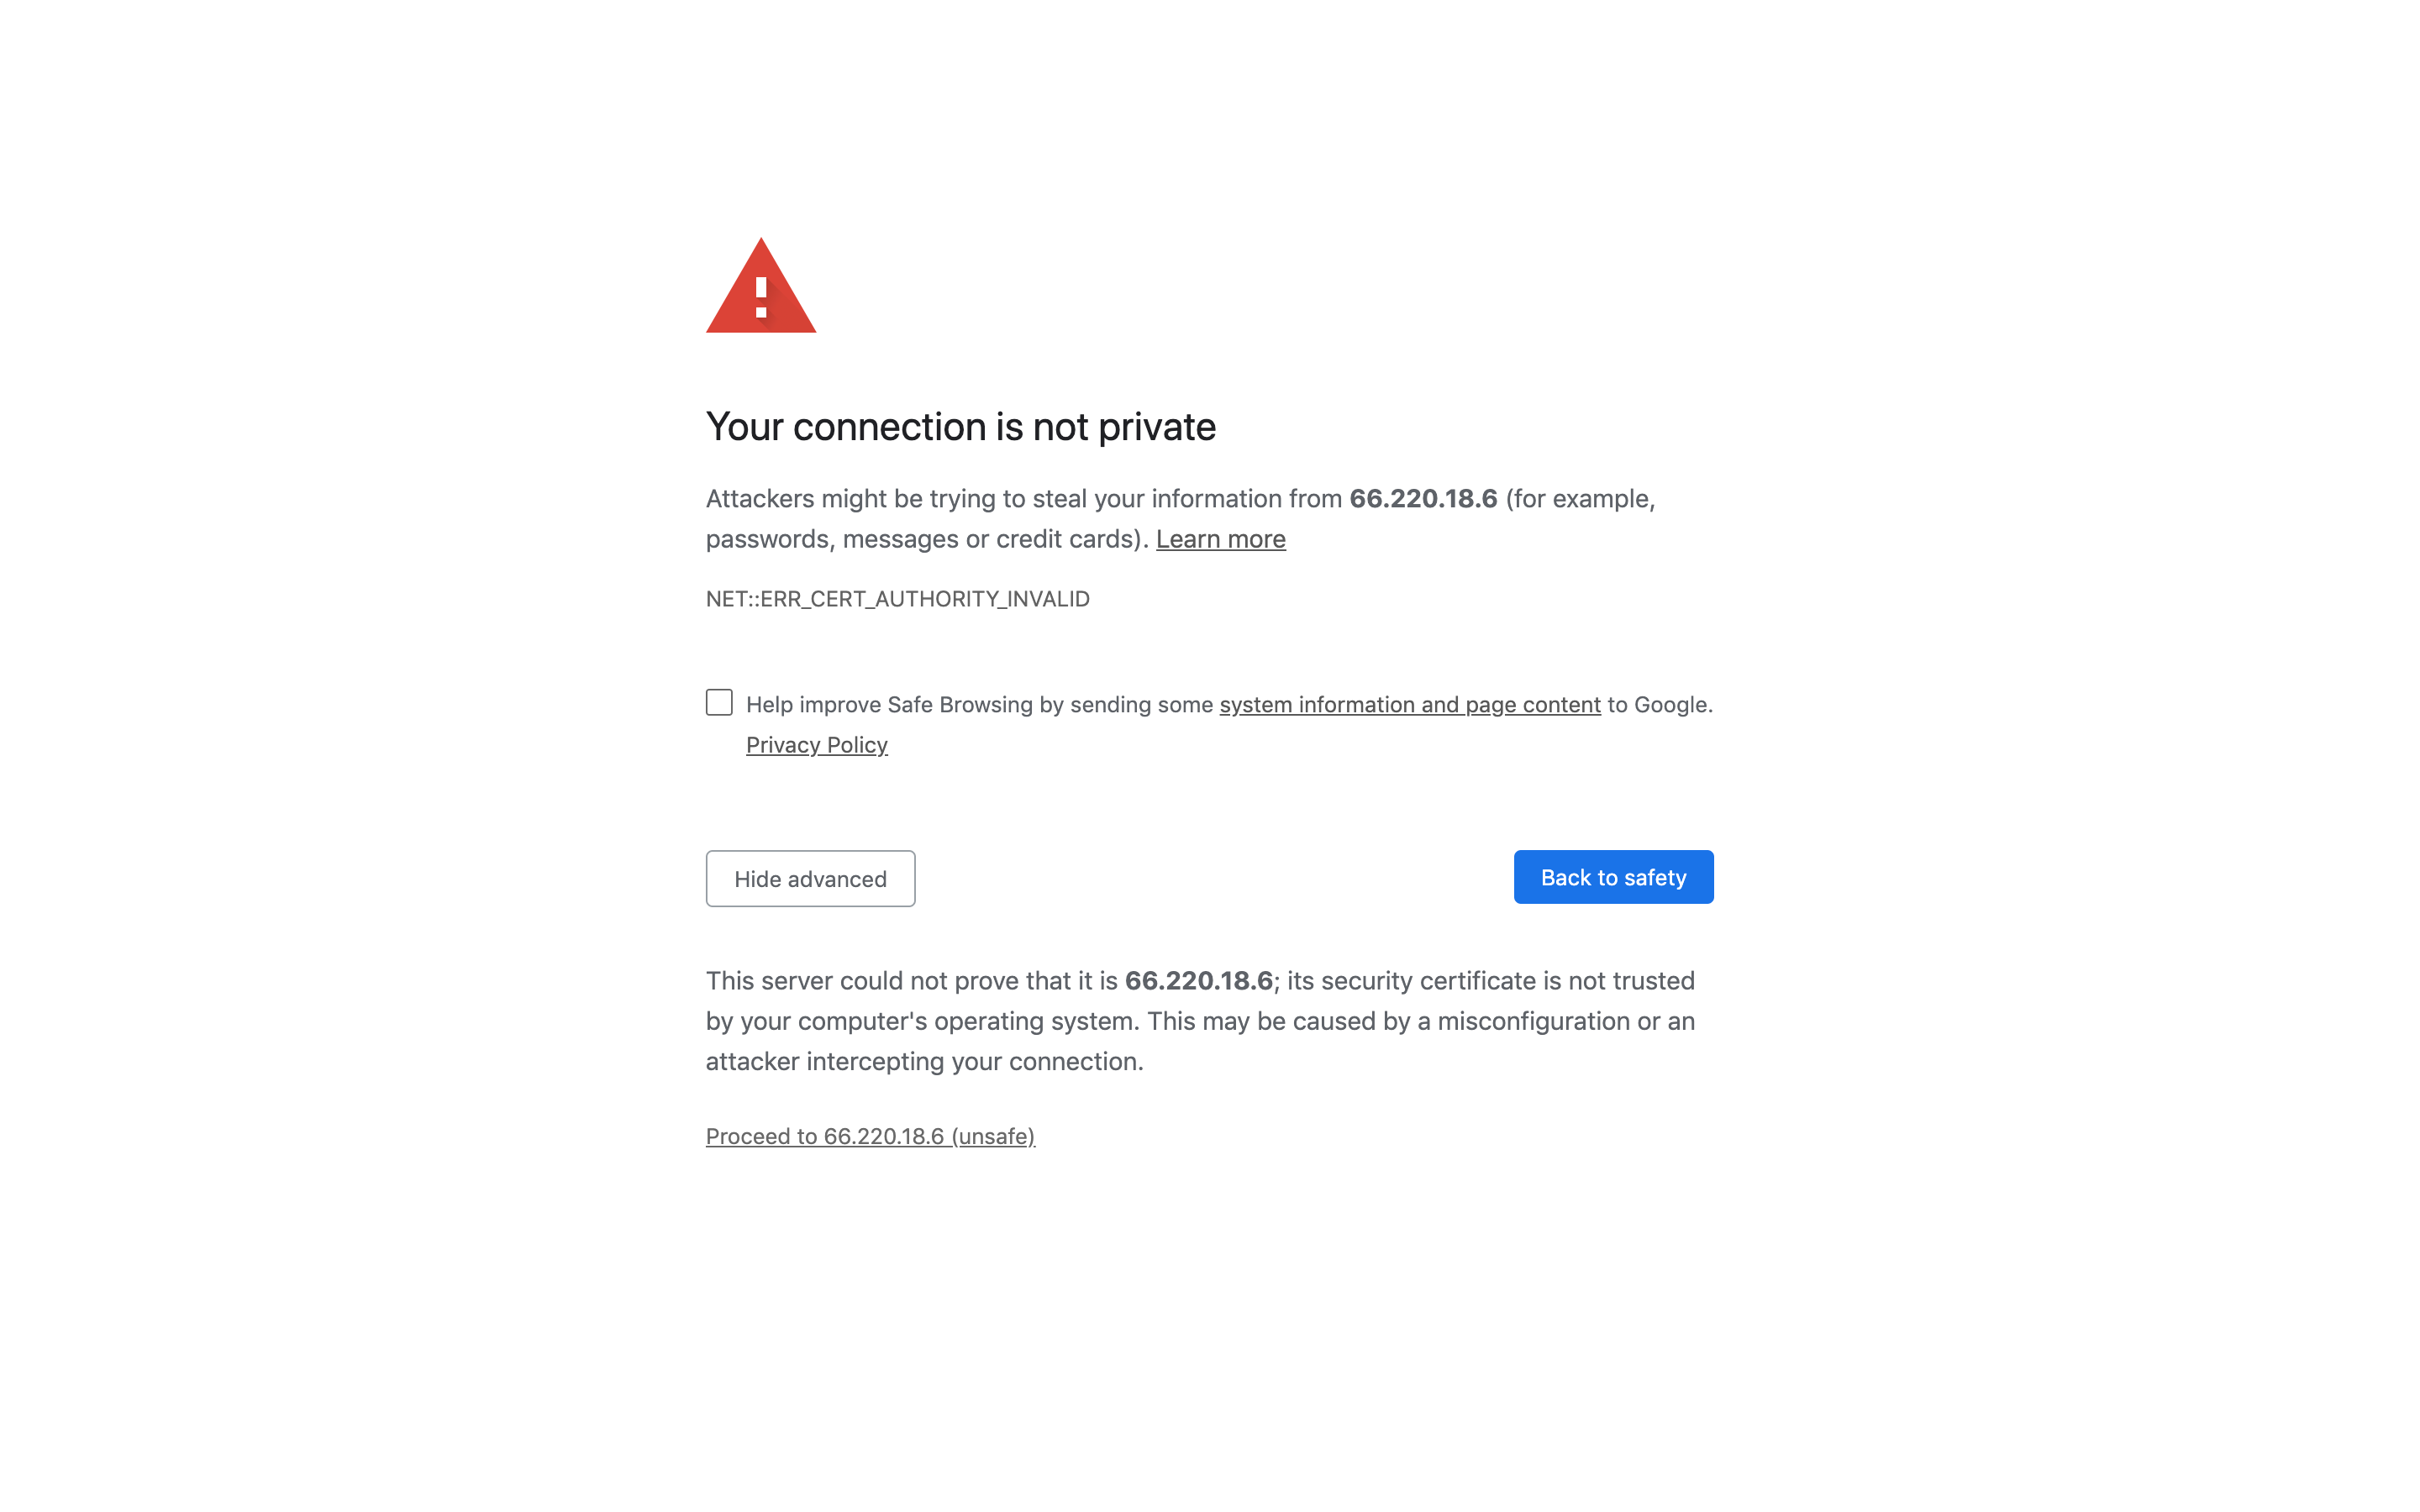 Your connection is not private
Attackers might be trying to steal your information from 66.220.18.6 (for example,
passwords, messages or credit cards). Learn more
NET::ERR_CERT_AUTHORITY_INVALID
Help improve Safe Browsing by sending some system information and page content to Google.
Privacy Policy
Hide advanced
Back to safety
This server could not prove that it is 66.220.18.6; its security certificate is not trusted
by your computer's operating system. This may be caused by a misconfiguration or an
attacker intercepting your connection.
Proceed to 66.220.18.6 (unsafe)